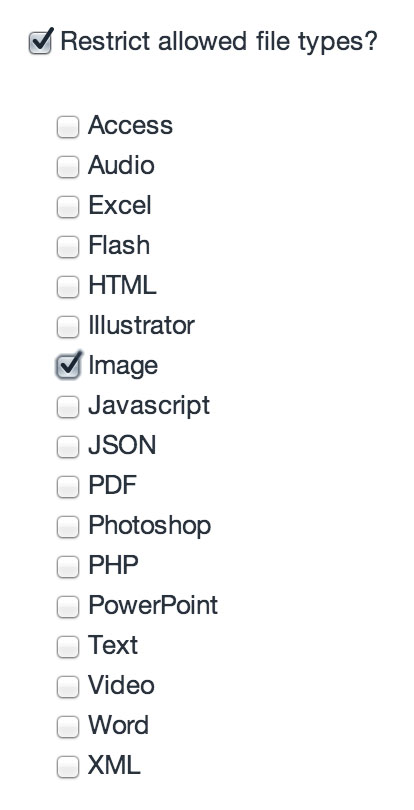 Restrict allowed file types?
Access
Audio
Excel
Flash
HTML
Illustrator
Image
Javascript
JSON
PDF
Photoshop
PHP
PowerPoint
Text
Video
Word
XML